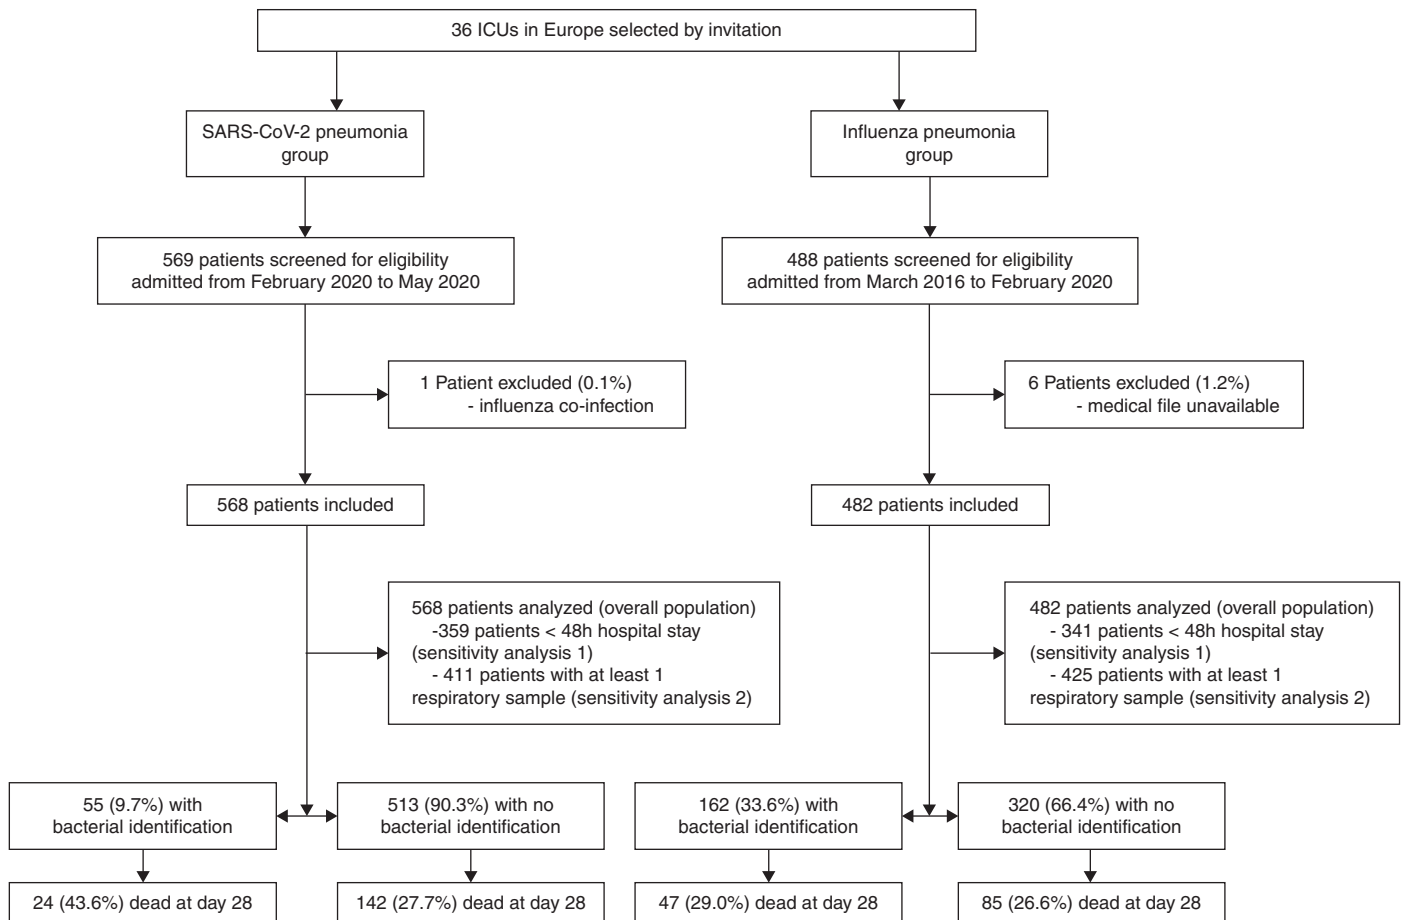 36 ICUs in Europe selected by invitation
SARS-CoV-2 pneumonia
group
Influenza pneumonia
group
569 patients screened for eligibility
admitted from February 2020 to May 2020
488 patients screened for eligibility
admitted from March 2016 to February 2020
1 Patient excluded (0.1%)
- influenza co-infection
6 Patients excluded (1.2%)
- medical file unavailable
568 patients included
482 patients included
568 patients analyzed (overall population)
-359 patients < 48h hospital stay
(sensitivity analysis 1)
- 411 patients with at least 1
respiratory sample (sensitivity analysis 2)
482 patients analyzed (overall population)
- 341 patients < 48h hospital stay
(sensitivity analysis 1)
- 425 patients with at least 1
respiratory sample (sensitivity analysis 2)
55 (9.7%) with
bacterial identification
513 (90.3%) with no
bacterial identification
162 (33.6%) with
bacterial identification
320 (66.4%) with no
bacterial identification
24 (43.6%) dead at day 28
142 (27.7%) dead at day 28
47 (29.0%) dead at day 28
85 (26.6%) dead at day 28